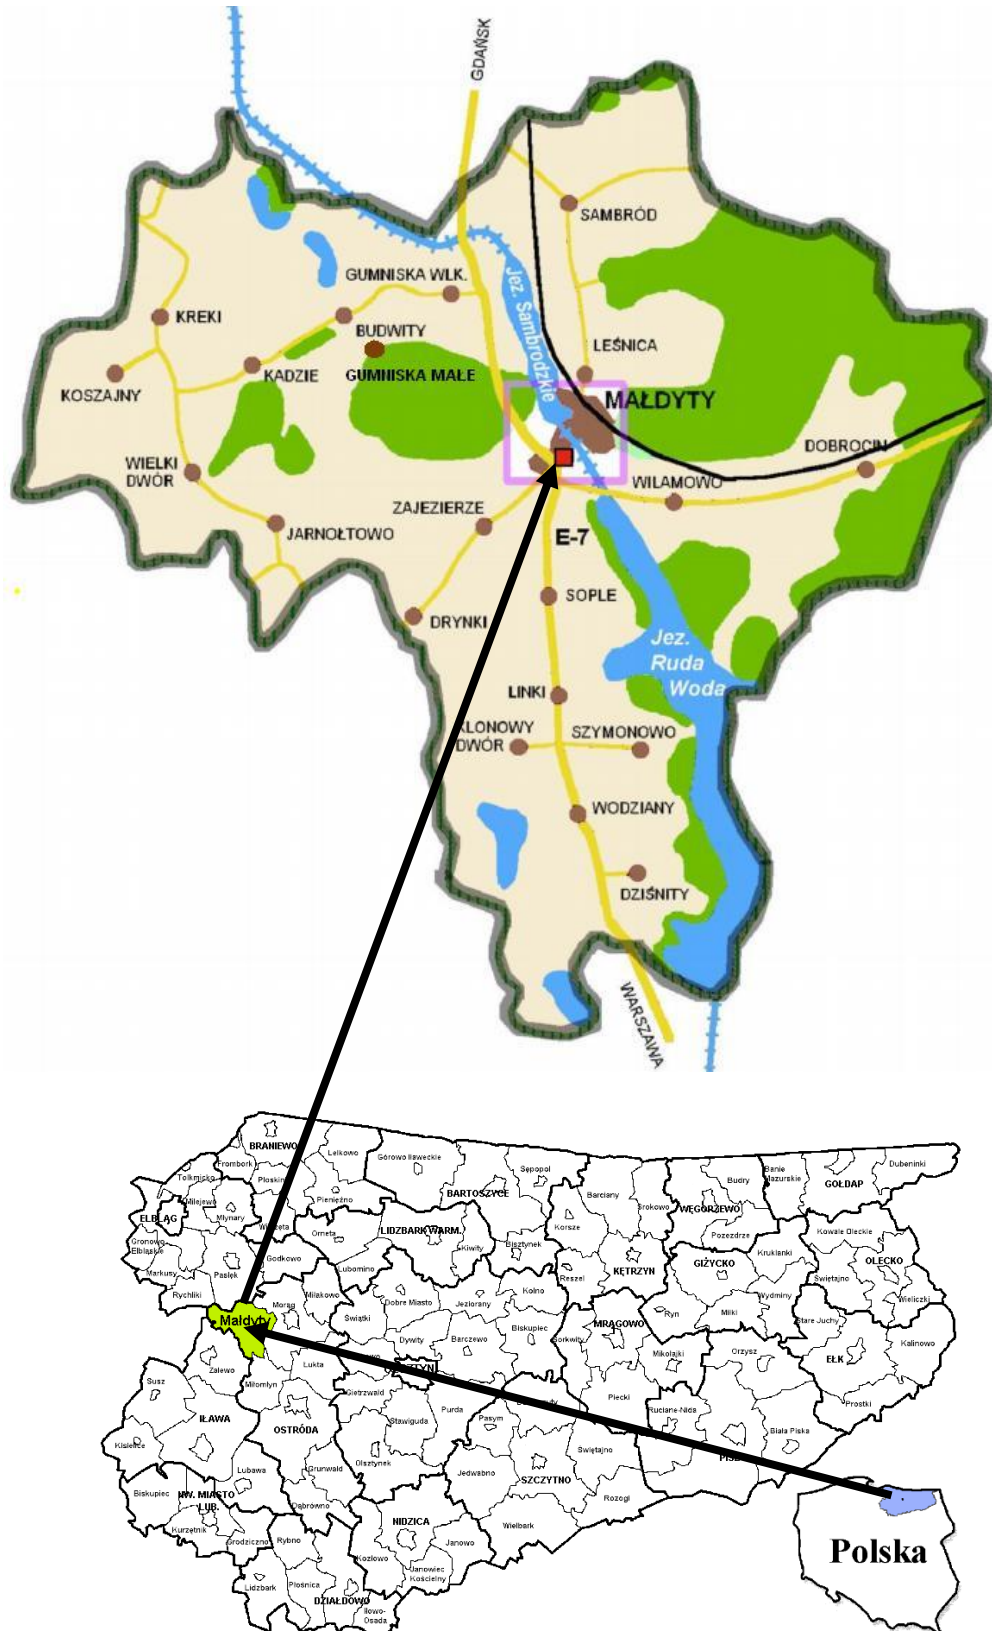 GDAŃSK
SAMBRÓD
GUMNISKA WLK.
Jez. Sambrodzkie
KREKI
BUDWITY
LEŚNICA
KADZIE
GUMNISKA MAŁE
KOSZAJNY
MAŁDYTY
DOBROCIN
WIELKI
DWÓR
WILAMOWO
ZAJEZIERZE
JARNOŁTOWO
E-7
SOPLE
DRYNKI
Jez.
Ruda
Woda
LINKI
KLONOWY
DWÓR
SZYMONOWO
WODZIANY
DZIŚNITY
WARSZAWA
BRANIEWO
Lelkowo
Górowo Iławeckie
Frombork
Sępopol
Banie
Mazurskie
Dubeninki
Tolkmicko
Płoskinia
Budry
GOŁDAP
Pieniężno
BARTOSZYCE
Barciany
Milejewo
Młynary
ELBLĄG
Srokowo
WĘGORZEWO
Wilczęta
Orneta
LIDZBARK WARM.
Korsze
Pozezdrze
Kowale Oleckie
Gronowo
Elbląskie
Kiwity
Bisztynek
Kruklanki
Godkowo
Markusy
Pasłęk
Lubomino
Reszel
KĘTRZYN
GIŻYCKO
OLECKO
Świętajno
Rychliki
Miłakowo
Dobre Miasto
Jeziorany
Kolno
Wydminy
Wieliczki
Morąg
Małdyty
Świątki
Ryn
Miłki
Stare Juchy
MRĄGOWO
Dywity
Barczewo
Biskupiec
Sorkwity
Kalinowo
Mikołajki
Orzysz
EŁK
Zalewo
Łukta
Susz
Miłomłyn
Gietrzwałd
Piecki
Prostki
Purda
Ruciane-Nida
IŁAWA
OSTRÓDA
Stawiguda
Pasym
Biała Piska
Kisielice
Olsztynek
Świętajno
Lubawa
Grunwald
Jedwabno
SZCZYTNO
Biskupiec
NW. MIASTO
LUB.
Dąbrówno
Rozogi
NIDZICA
Kurzętnik
Wielbark
Grodziczno
Rybno
Janowo
Kozłowo
Janowiec
Kościelny
Lidzbark
Płośnica
DZIAŁDOWO
Iłowo-
Osada
Polska